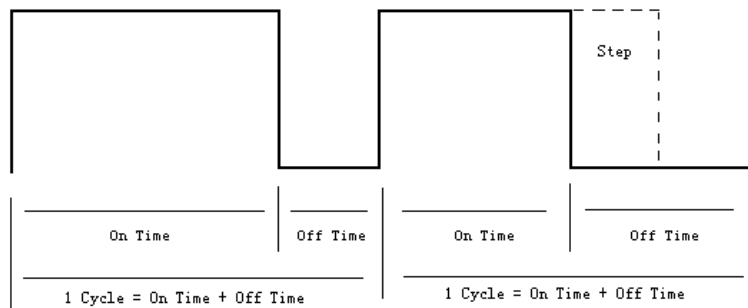 Step
On Time Off Time On Time Off Time
1 Cycle = On Time + Off Time 1 Cycle = On Time + Off Time